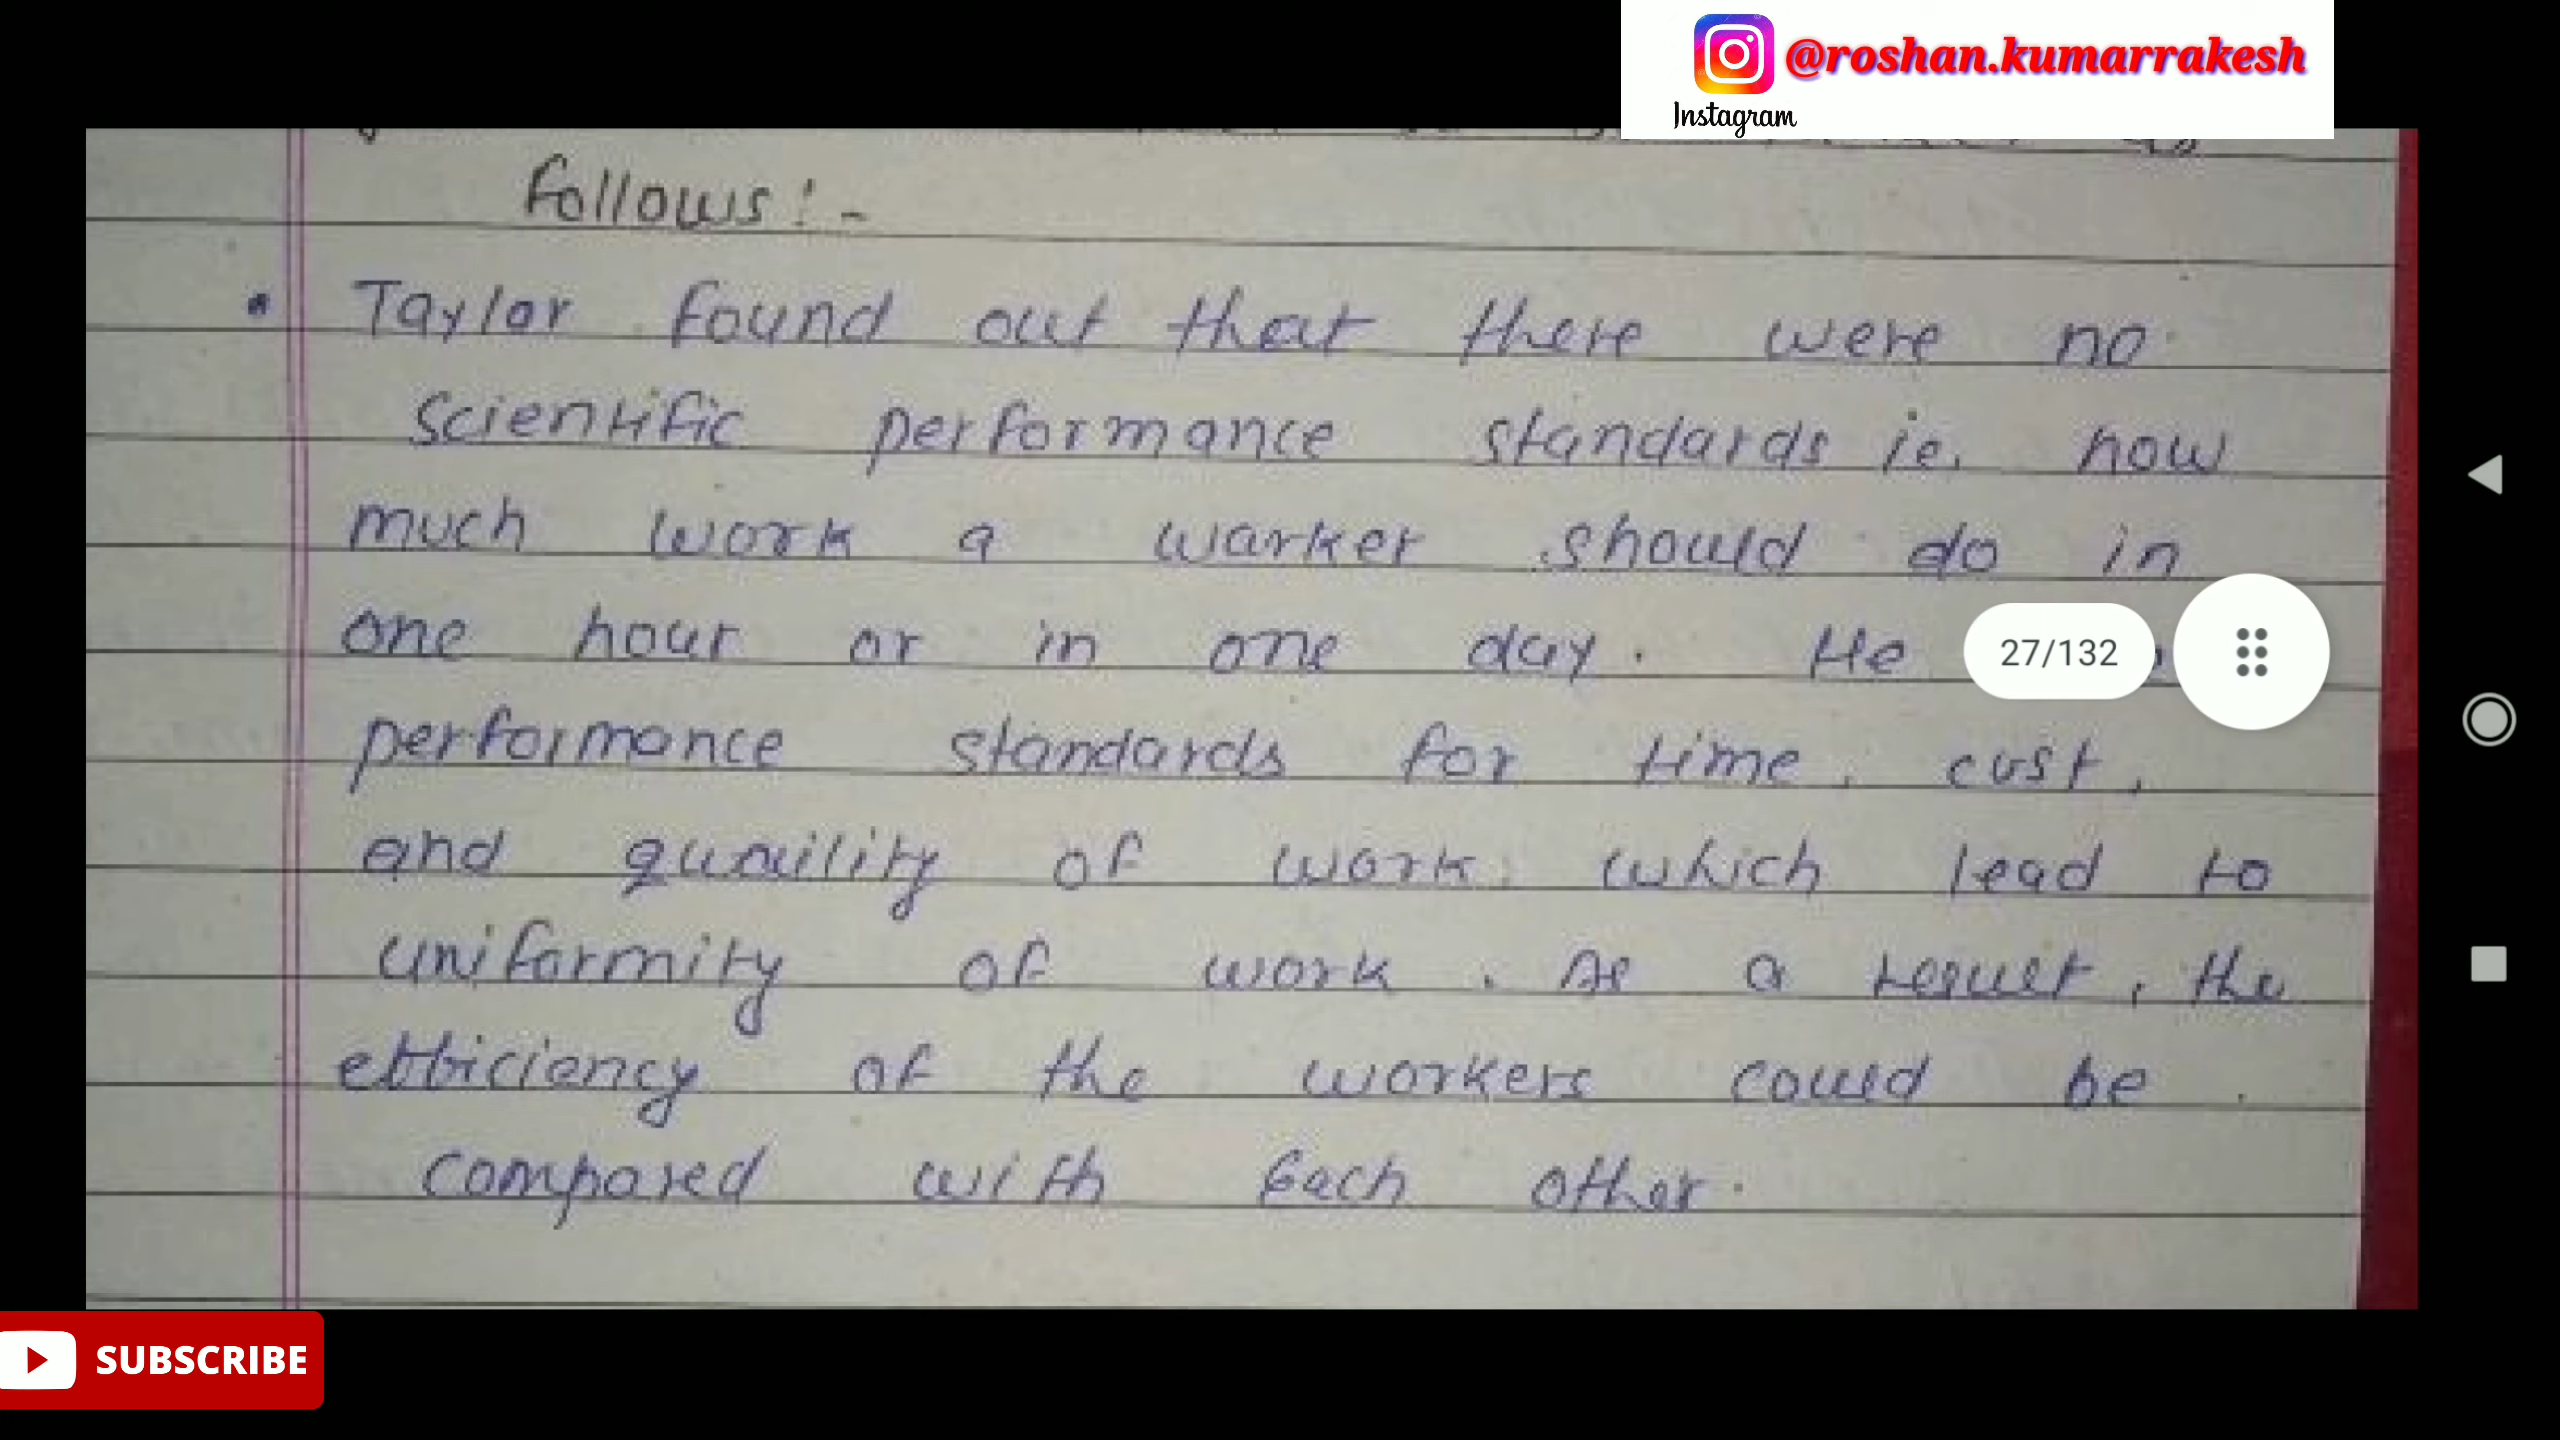 @roshan.kumarrakesh
Instagram
follows:-
• Taylor found out that there were no
scientific performance standards ie. how
much work a warker should do in
one hour or in one day. He
27/132
performance standards for time, cost,
and quaility of work, which lead to
uniformity of work. As a result, the
efficiency of the workers could be
compared with Each other.
SUBSCRIBE